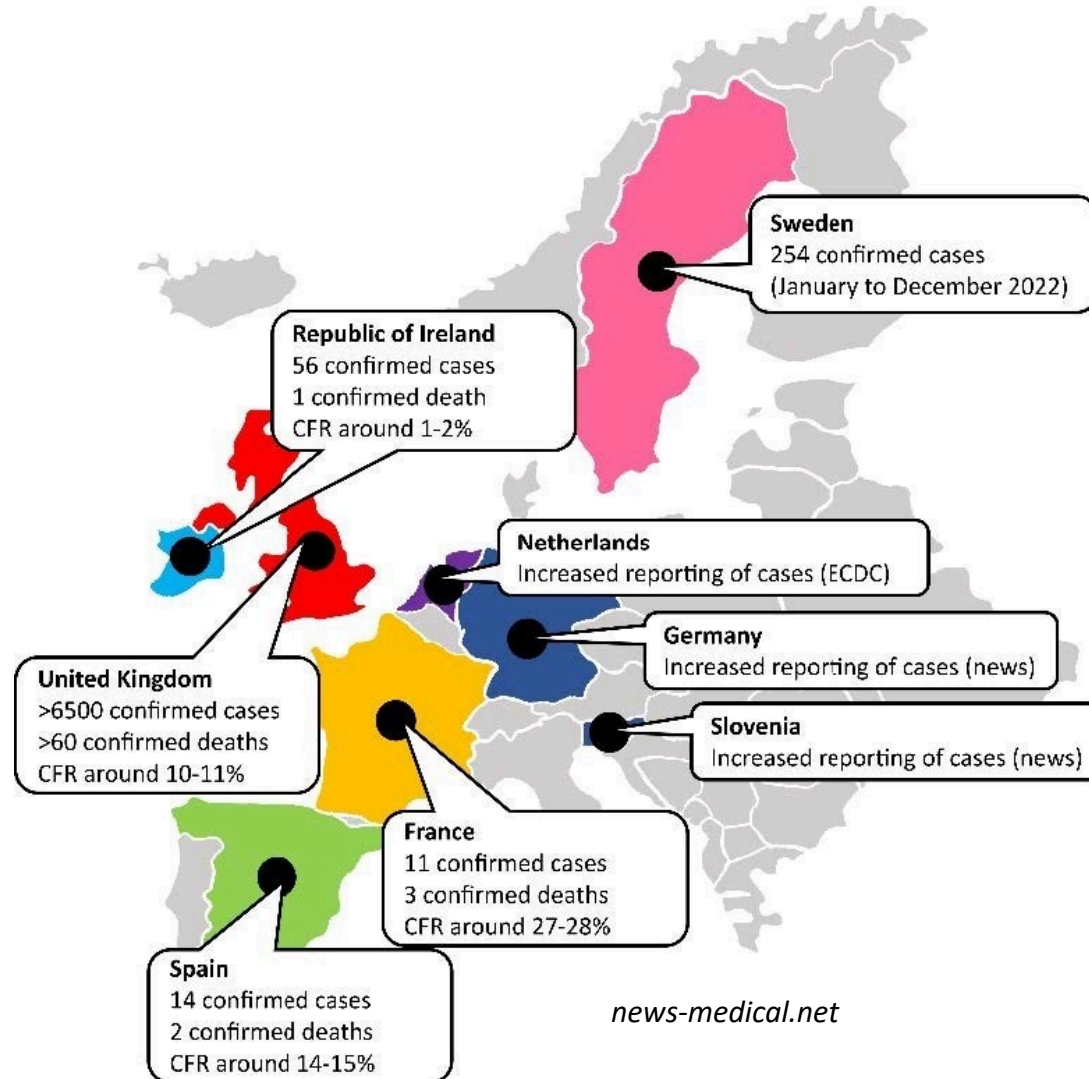 Sweden
254 confirmed cases
(January to December 2022)
Republic of Ireland
56 confirmed cases
1 confirmed death
CFR around 1-2%
Netherlands
Increased reporting of cases (ECDC)
Germany
Increased reporting of cases (news)
United Kingdom
>6500 confirmed cases
>60 confirmed deaths
CFR around 10-11%
Slovenia
Increased reporting of cases (news)
France
11 confirmed cases
3 confirmed deaths
CFR around 27-28%
Spain
14 confirmed cases
2 confirmed deaths
CFR around 14-15%
news-medical.net